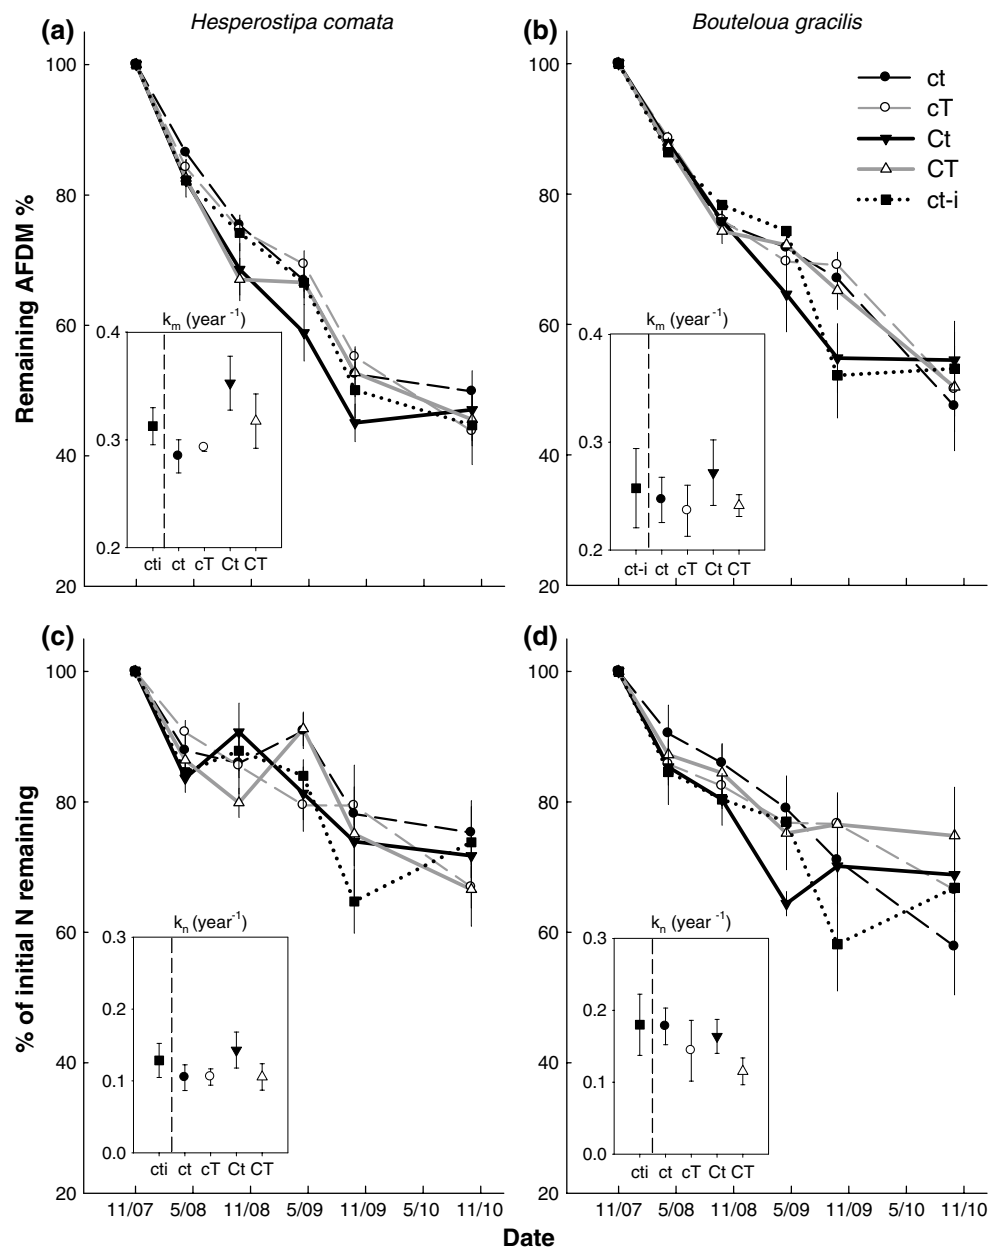 (a) Hesperostipa comata
(b) Bouteloua gracilis
Remaining AFDM %
100
80
60
40
20
km (year -1)
0.4
0.3
0.2
cti ct cT Ct CT
100
80
60
40
20
ct
cT
Ct
CT
ct-i
km (year -1)
0.4
0.3
0.2
ct-i ct cT Ct CT
(c)
% of initial N remaining
100
80
60
40
20
kn (year-1)
0.3
0.2
0.1
0.0
cti ct cT Ct CT
11/07 5/08 11/08 5/09 11/09 5/10 11/10
(d)
100
80
60
40
20
kn (year -1)
0.3
0.2
0.1
0.0
cti ct cT Ct CT
11/07 5/08 11/08 5/09 11/09 5/10 11/10
Date